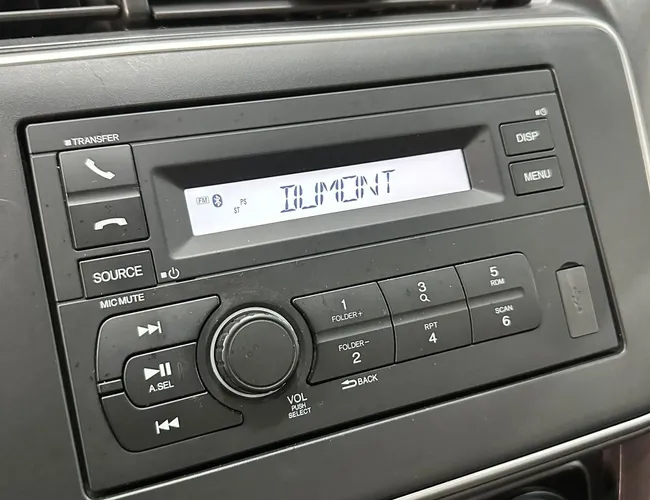 TRANSFER
DISP
MENU
FM
PS
ST
DUMONT
SOURCE
MIC MUTE
A.SEL
VOL
PUSH
SELECT
1
FOLDER+
3
5
RDM
FOLDER-
2
RPT
4
SCAN
6
BACK